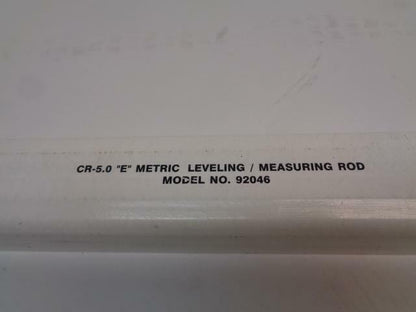 CR-5.0 "E" METRIC LEVELING / MEASURING ROD
MODEL NO. 92046